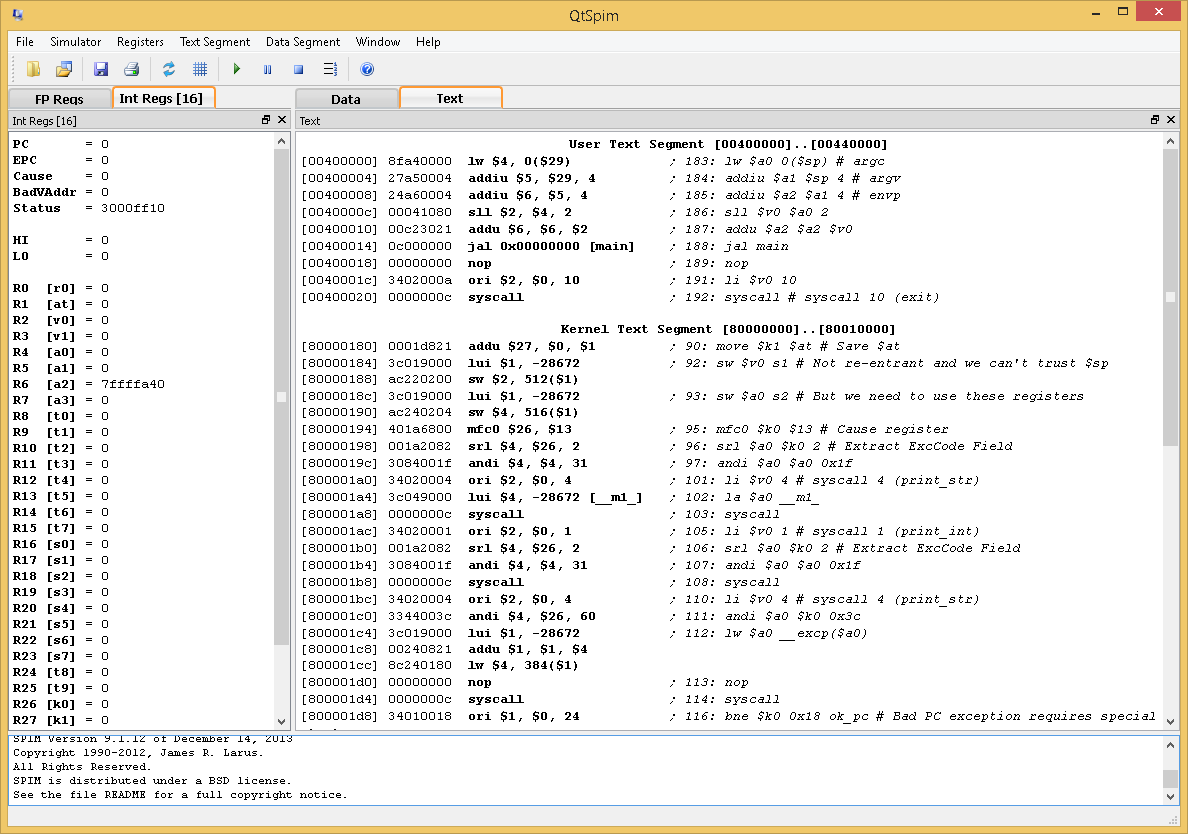 QtSpim
File Simulator Registers Text Segment Data Segment Window Help
FP Regs Int Regs [16] Data Text
Int Regs [16]
PC = 0
EPC = 0
Cause = 0
BadVAddr = 0
Status = 3000ff10
HI = 0
LO = 0
R0 [r0] = 0
R1 [at] = 0
R2 [v0] = 0
R3 [v1] = 0
R4 [a0] = 0
R5 [a1] = 0
R6 [a2] = 7ffffa40
R7 [a3] = 0
R8 [t0] = 0
R9 [t1] = 0
R10 [t2] = 0
R11 [t3] = 0
R12 [t4] = 0
R13 [t5] = 0
R14 [t6] = 0
R15 [t7] = 0
R16 [s0] = 0
R17 [s1] = 0
R18 [s2] = 0
R19 [s3] = 0
R20 [s4] = 0
R21 [s5] = 0
R22 [s6] = 0
R23 [s7] = 0
R24 [t8] = 0
R25 [t9] = 0
R26 [k0] = 0
R27 [k1] = 0
Text
User Text Segment [00400000]..[00440000]
[00400000] 8fa40000 lw $4, 0($29) ; 183: lw $a0 0($sp) # argc
[00400004] 27a50004 addiu $5, $29, 4 ; 184: addiu $a1 $sp 4 # argv
[00400008] 24a60004 addiu $6, $5, 4 ; 185: addiu $a2 $a1 4 # envp
[0040000c] 00041080 sll $2, $4, 2 ; 186: sll $v0 $a0 2
[00400010] 00c23021 addu $6, $6, $2 ; 187: addu $a2 $a2 $v0
[00400014] 0c000000 jal 0x00000000 [main] ; 188: jal main
[00400018] 00000000 nop ; 189: nop
[0040001c] 3402000a ori $2, $0, 10 ; 191: li $v0 10
[00400020] 0000000c syscall ; 192: syscall # syscall 10 (exit)
Kernel Text Segment [80000000]..[80010000]
[80000180] 0001d821 addu $27, $0, $1 ; 90: move $k1 $at # Save $at
[80000184] 3c019000 lui $1, -28672 ; 92: sw $v0 s1 # Not re-entrant and we can't trust $sp
[80000188] ac220200 sw $2, 512($1)
[8000018c] 3c019000 lui $1, -28672 ; 93: sw $a0 s2 # But we need to use these registers
[80000190] ac240204 sw $4, 516($1)
[80000194] 401a6800 mfc0 $26, $13 ; 95: mfc0 $k0 $13 # Cause register
[80000198] 001a2082 srl $4, $26, 2 ; 96: srl $a0 $k0 2 # Extract ExcCode Field
[8000019c] 3084001f andi $4, $4, 31 ; 97: andi $a0 $a0 0x1f
[800001a0] 34020004 ori $2, $0, 4 ; 101: li $v0 4 # syscall 4 (print_str)
[800001a4] 3c049000 lui $4, -28672 [__m1_] ; 102: la $a0 __m1_
[800001a8] 0000000c syscall ; 103: syscall
[800001ac] 34020001 ori $2, $0, 1 ; 105: li $v0 1 # syscall 1 (print_int)
[800001b0] 001a2082 srl $4, $26, 2 ; 106: srl $a0 $k0 2 # Extract ExcCode Field
[800001b4] 3084001f andi $4, $4, 31 ; 107: andi $a0 $a0 0x1f
[800001b8] 0000000c syscall ; 108: syscall
[800001bc] 34020004 ori $2, $0, 4 ; 110: li $v0 4 # syscall 4 (print_str)
[800001c0] 3344003c andi $4, $26, 60 ; 111: andi $a0 $k0 0x3c
[800001c4] 3c019000 lui $1, -28672 ; 112: lw $a0 __excp($a0)
[800001c8] 00240821 addu $1, $1, $4
[800001cc] 8c240180 lw $4, 384($1)
[800001d0] 00000000 nop ; 113: nop
[800001d4] 0000000c syscall ; 114: syscall
[800001d8] 34010018 ori $1, $0, 24 ; 116: bne $k0 0x18 ok_pc # Bad PC exception requires special
SPIM Version 9.1.12 of December 14, 2013
Copyright 1990-2012, James R. Larus.
All Rights Reserved.
SPIM is distributed under a BSD license.
See the file README for a full copyright notice.